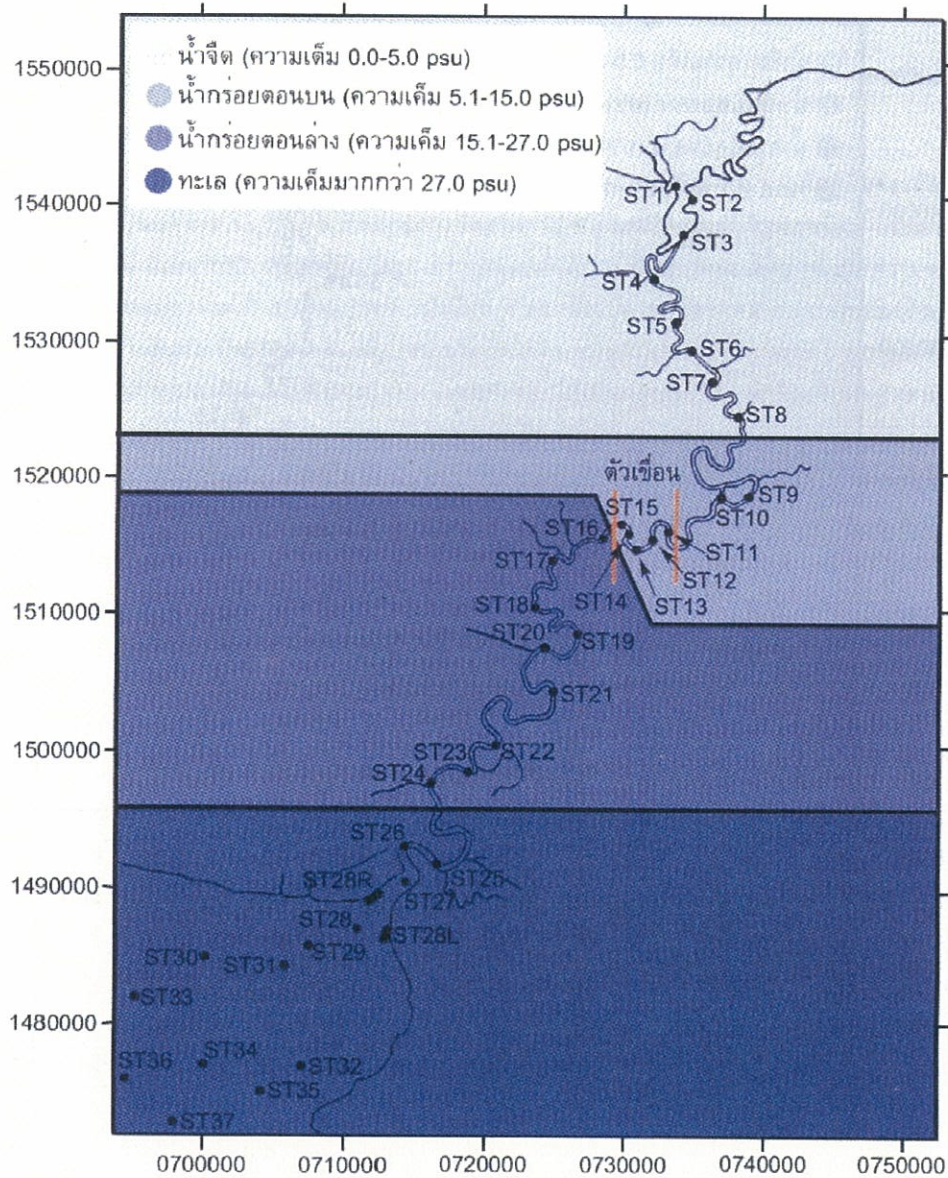 น้ำจืด (ความเค็ม 0.0-5.0 psu)
น้ำกร่อยตอนบน (ความเค็ม 5.1-15.0 psu)
น้ำกร่อยตอนล่าง (ความเค็ม 15.1-27.0 psu)
ทะเล (ความเค็มมากกว่า 27.0 psu)
1550000
1540000
1530000
1520000
1510000
1500000
1490000
1480000
ST1
ST2
ST3
ST4
ST5
ST6
ST7
ST8
ตัวเขื่อน
ST9
ST15
ST10
ST16
ST11
ST17
ST12
ST14
ST13
ST18
ST20
ST19
ST21
ST23
ST22
ST24
ST26
ST28R
ST25
ST27
ST28
ST28L
ST29
ST30
ST31
ST33
ST34
ST36
ST32
ST35
ST37
0700000
0710000
0720000
0730000
0740000
0750000